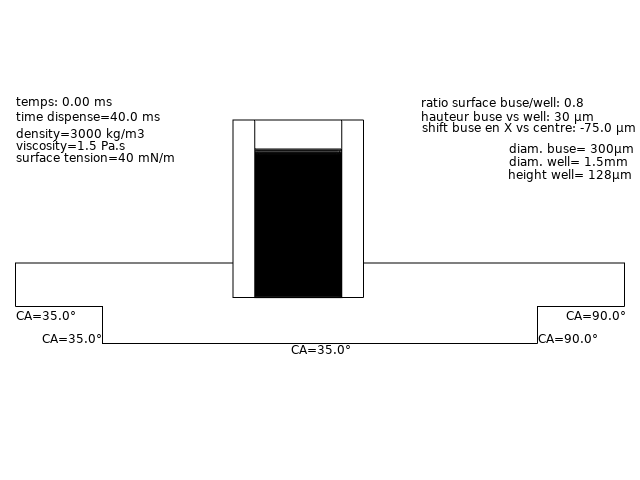 temps: 0.00 ms
time dispense=40.0 ms
density=3000 kg/m3
viscosity=1.5 Pa.s
surface tension=40 mN/m
ratio surface buse/well: 0.8
hauteur buse vs well: 30 µm
shift buse en X vs centre: -75.0 µm
diam. buse= 300µm
diam. well= 1.5mm
height well= 128µm
CA=35.0°
CA=90.0°
CA=35.0°
CA=90.0°
CA=35.0°